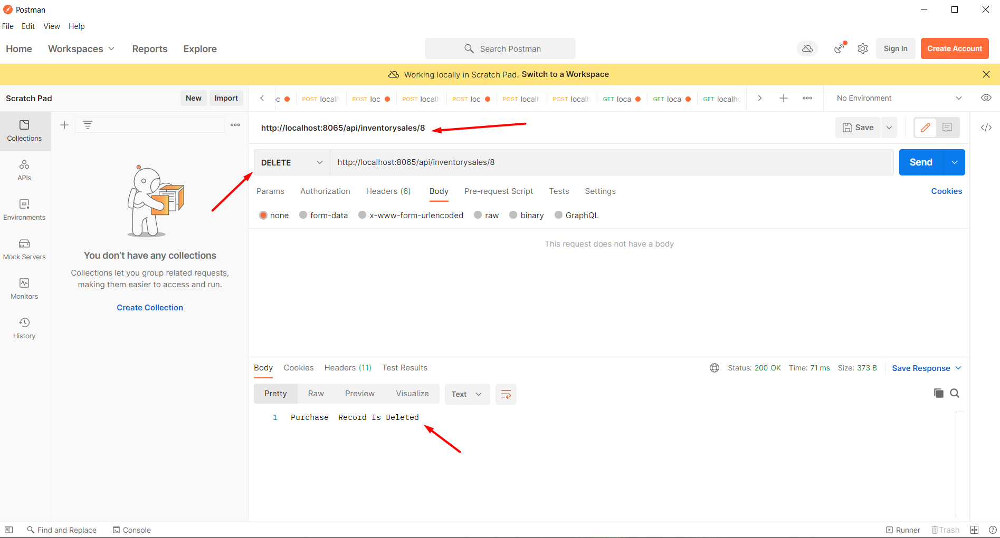 Postman
File Edit View Help
Home Workspaces Reports Explore Search Postman Sign In Create Account
Working locally in Scratch Pad. Switch to a Workspace
Scratch Pad New Import
c POST localh POST loc POST localh POST loc POST localh POST localh GET loca GET loca GET localho No Environment
Collections
http://localhost:8065/api/inventorysales/8 Save </>
APIs
DELETE http://localhost:8065/api/inventorysales/8 Send
Params Authorization Headers (6) Body Pre-request Script Tests Settings Cookies
Environments
none form-data x-www-form-urlencoded raw binary GraphQL
This request does not have a body
Mock Servers
You don’t have any collections
Collections let you group related requests,
making them easier to access and run.
Monitors
Create Collection
History
Body Cookies Headers (11) Test Results Status: 200 OK Time: 71 ms Size: 373 B Save Response
Pretty Raw Preview Visualize Text
1 Purchase  Record Is Deleted
Find and Replace Console Runner Trash